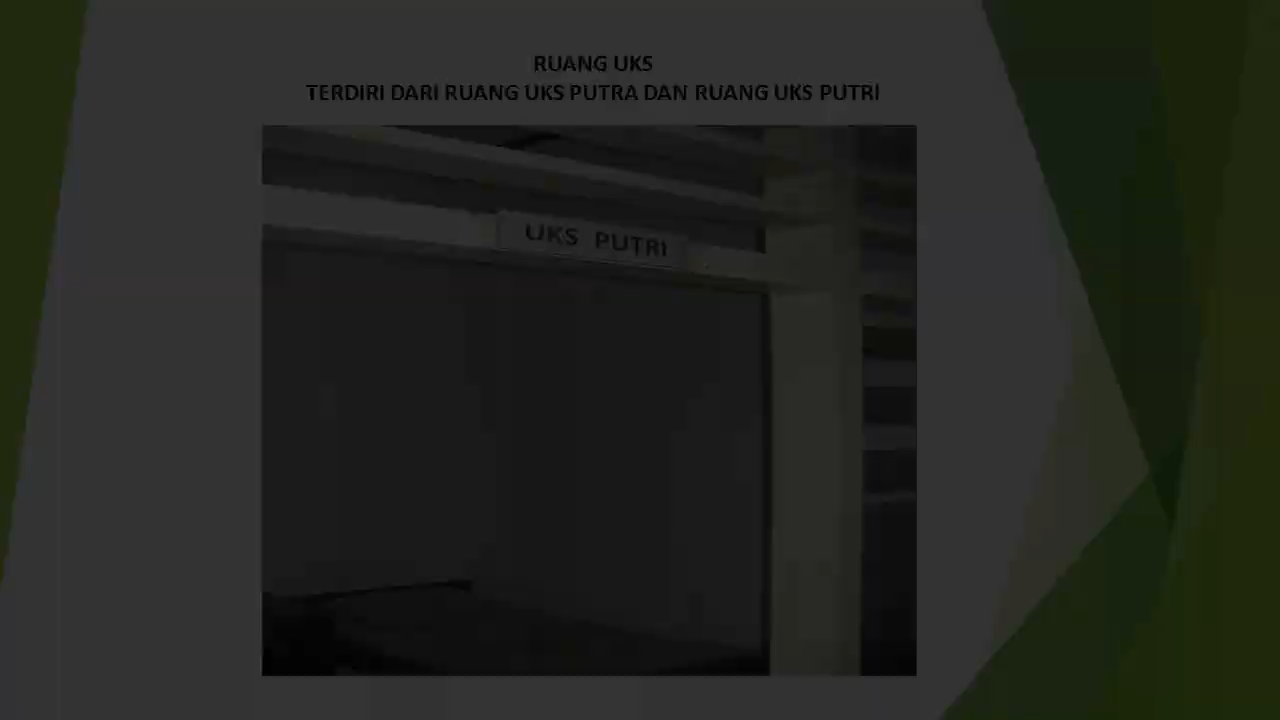 RUANG UKS
TERDIRI DARI RUANG UKS PUTRA DAN RUANG UKS PUTRI
UKS PUTRI